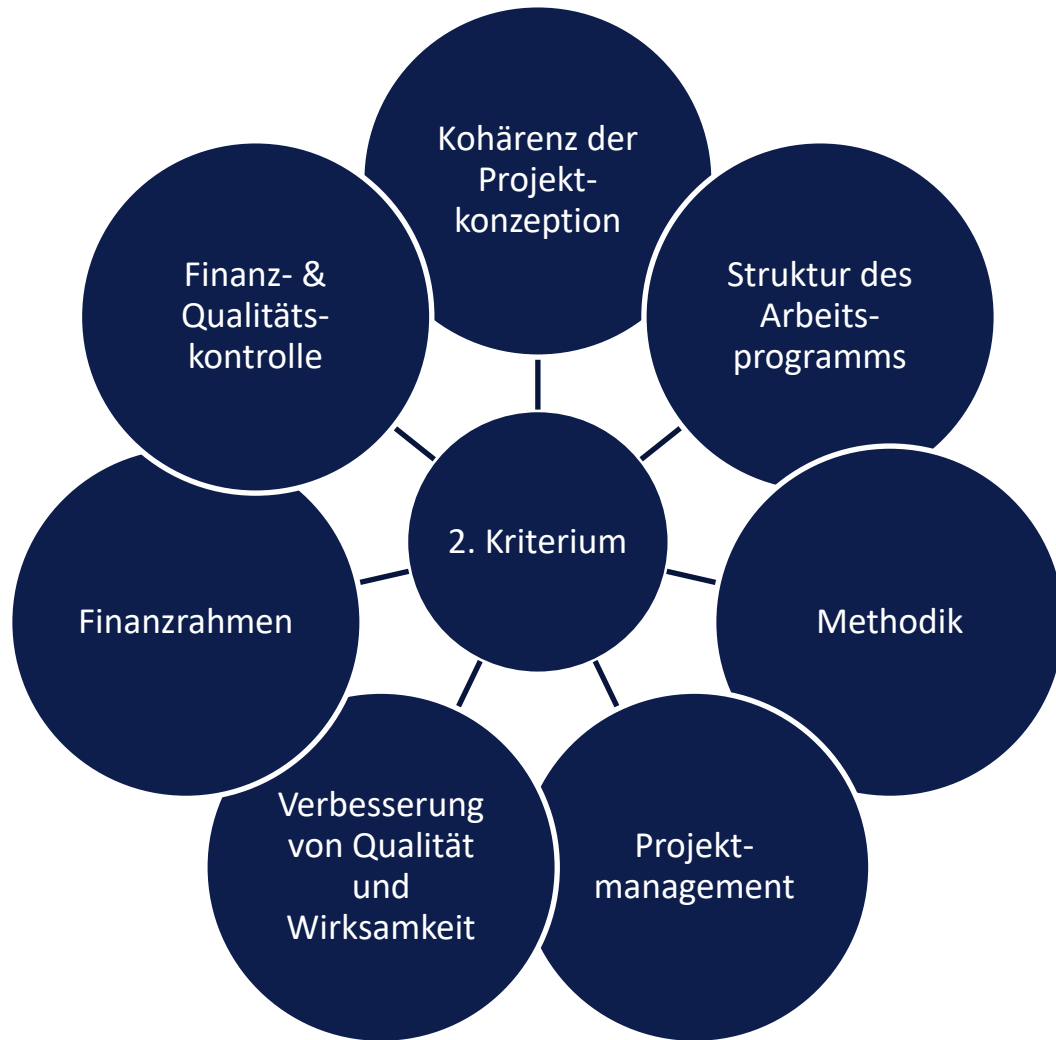 Kohärenz der
Projekt-
konzeption
Struktur des
Arbeits-
programms
Methodik
Projekt-
management
Verbesserung
von Qualität
und
Wirksamkeit
Finanzrahmen
Finanz- &
Qualitäts-
kontrolle
2. Kriterium